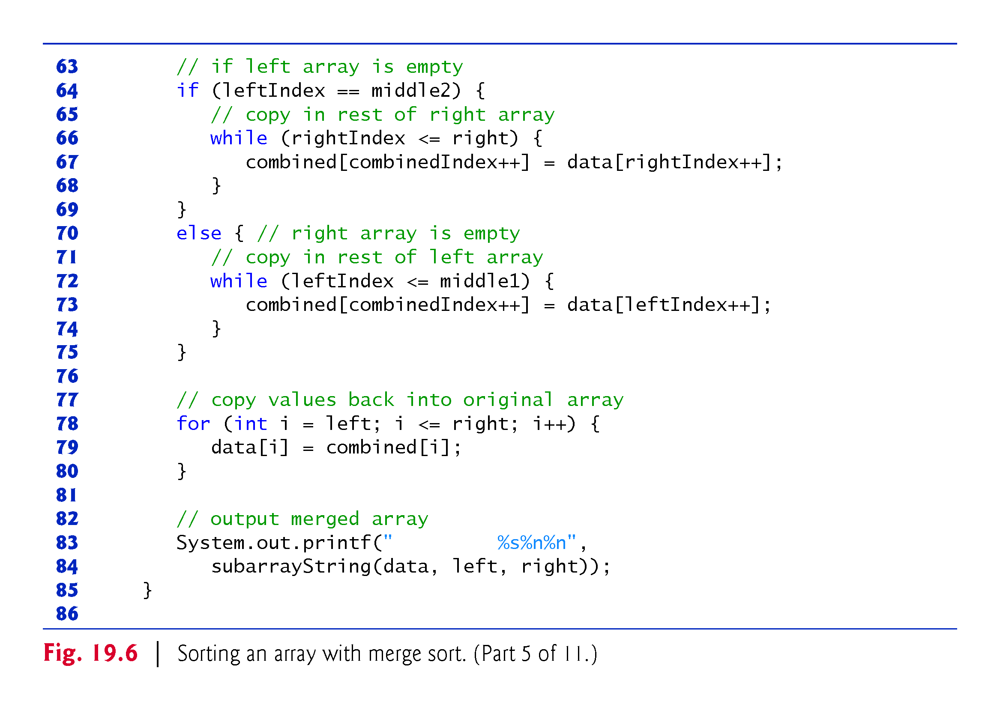 63 // if left array is empty
64 if (leftIndex == middle2) {
65 // copy in rest of right array
66 while (rightIndex <= right) {
67 combined[combinedIndex++] = data[rightIndex++];
68 }
69 }
70 else { // right array is empty
71 // copy in rest of left array
72 while (leftIndex <= middle1) {
73 combined[combinedIndex++] = data[leftIndex++];
74 }
75 }
76
77 // copy values back into original array
78 for (int i = left; i <= right; i++) {
79 data[i] = combined[i];
80 }
81
82 // output merged array
83 System.out.printf("         %s%n%n",
84 subarrayString(data, left, right));
85 }
86
Fig. 19.6 | Sorting an array with merge sort. (Part 5 of 11.)